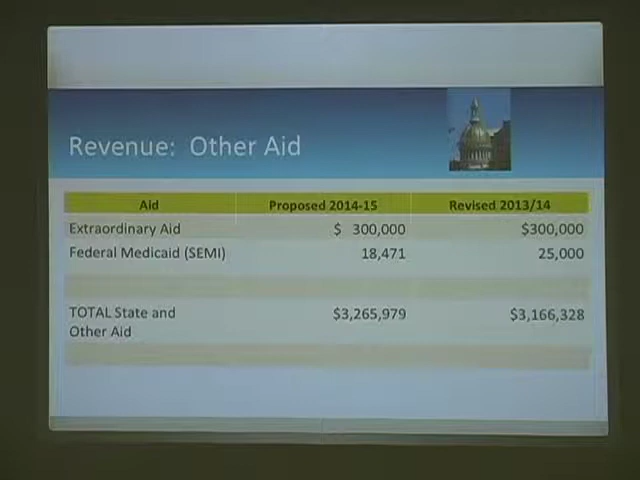 Revenue: Other Aid
Aid Proposed 2014-15 Revised 2013/14
Extraordinary Aid $ 300,000 $300,000
Federal Medicaid (SEMI) 18,471 25,000
TOTAL State and $3,265,979 $3,166,328
Other Aid